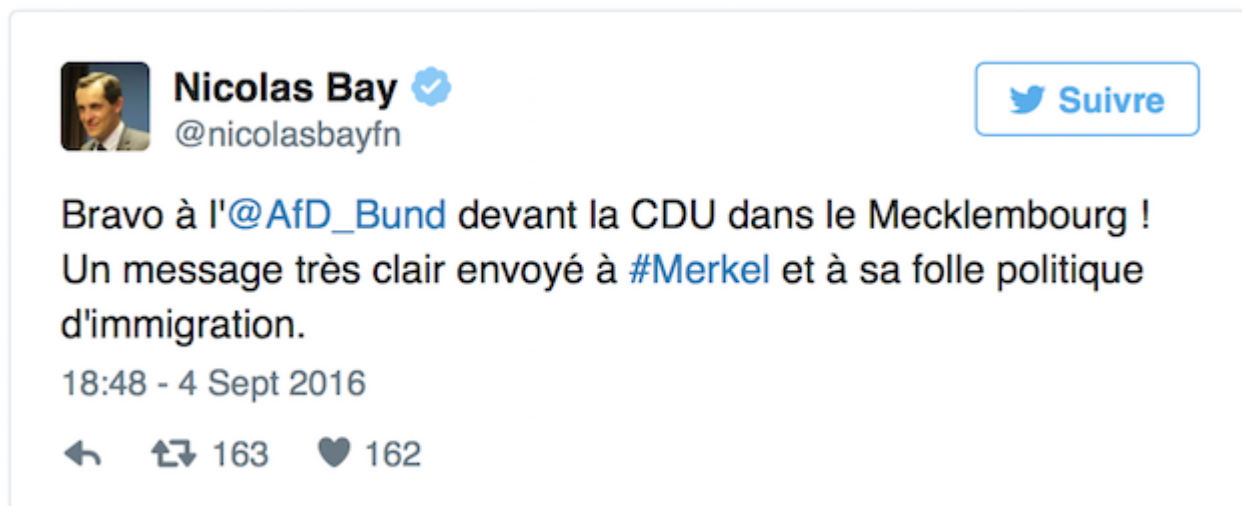 Nicolas Bay
@nicolasbayfn
Suivre
Bravo à l'@AfD_Bund devant la CDU dans le Mecklembourg !
Un message très clair envoyé à #Merkel et à sa folle politique
d'immigration.
18:48 - 4 Sept 2016
163 162